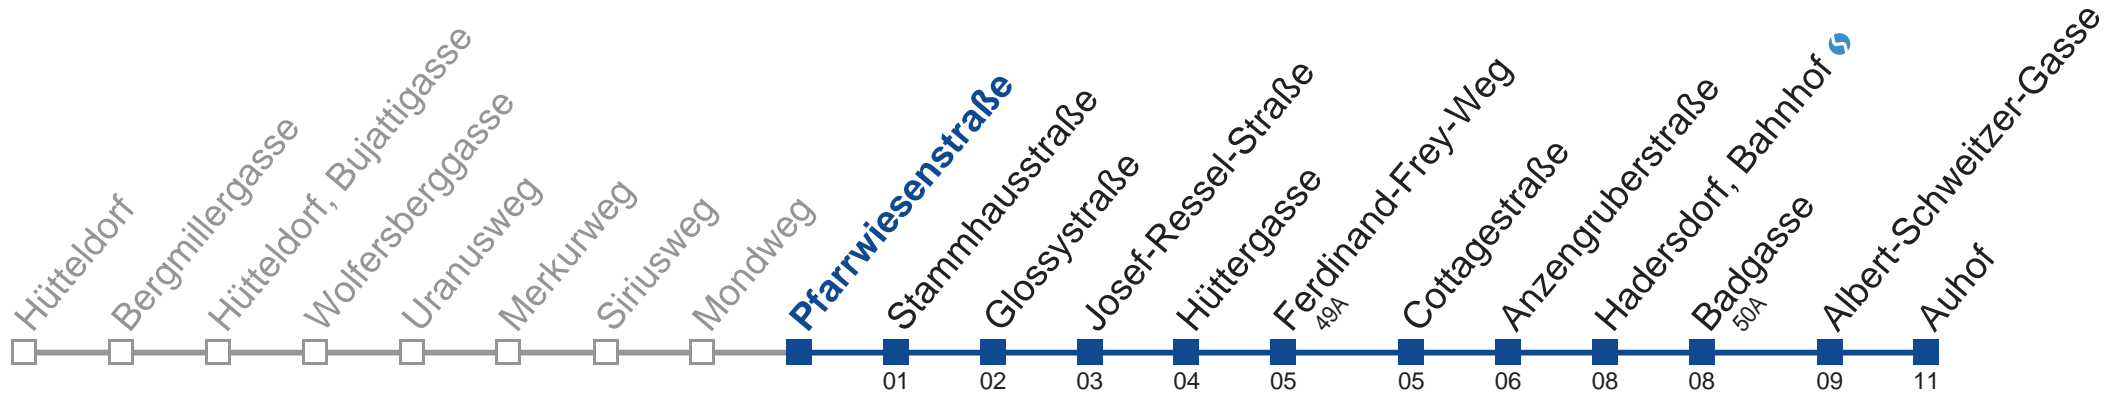 Hütteldorf
Bergmillergasse
Hütteldorf, Bujattigasse
Wolfersberggasse
Uranusweg
Merkurweg
Siriusweg
Mondweg
Pfarrwiesenstraße
Stammhausstraße
Glossystraße
Josef-Ressel-Straße
Hüttergasse
Ferdinand-Frey-Weg
49A
Cottagestraße
Anzengruberstraße
Hadersdorf, Bahnhof
Badgasse
50A
Albert-Schweitzer-Gasse
Auhof
01 02 03 04 05 05 06 08 08 09 11